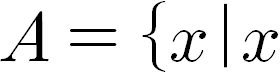 A = {x | x